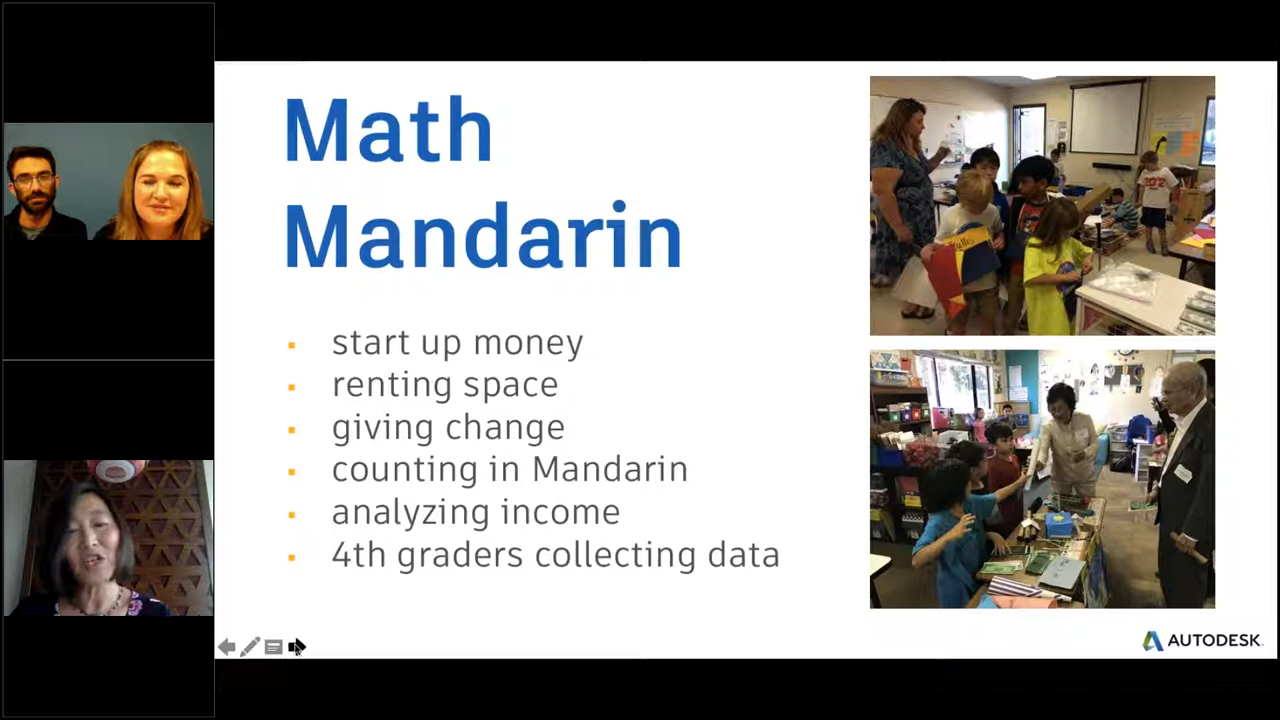 Math
Mandarin
start up money
renting space
giving change
counting in Mandarin
analyzing income
4th graders collecting data
AUTODESK